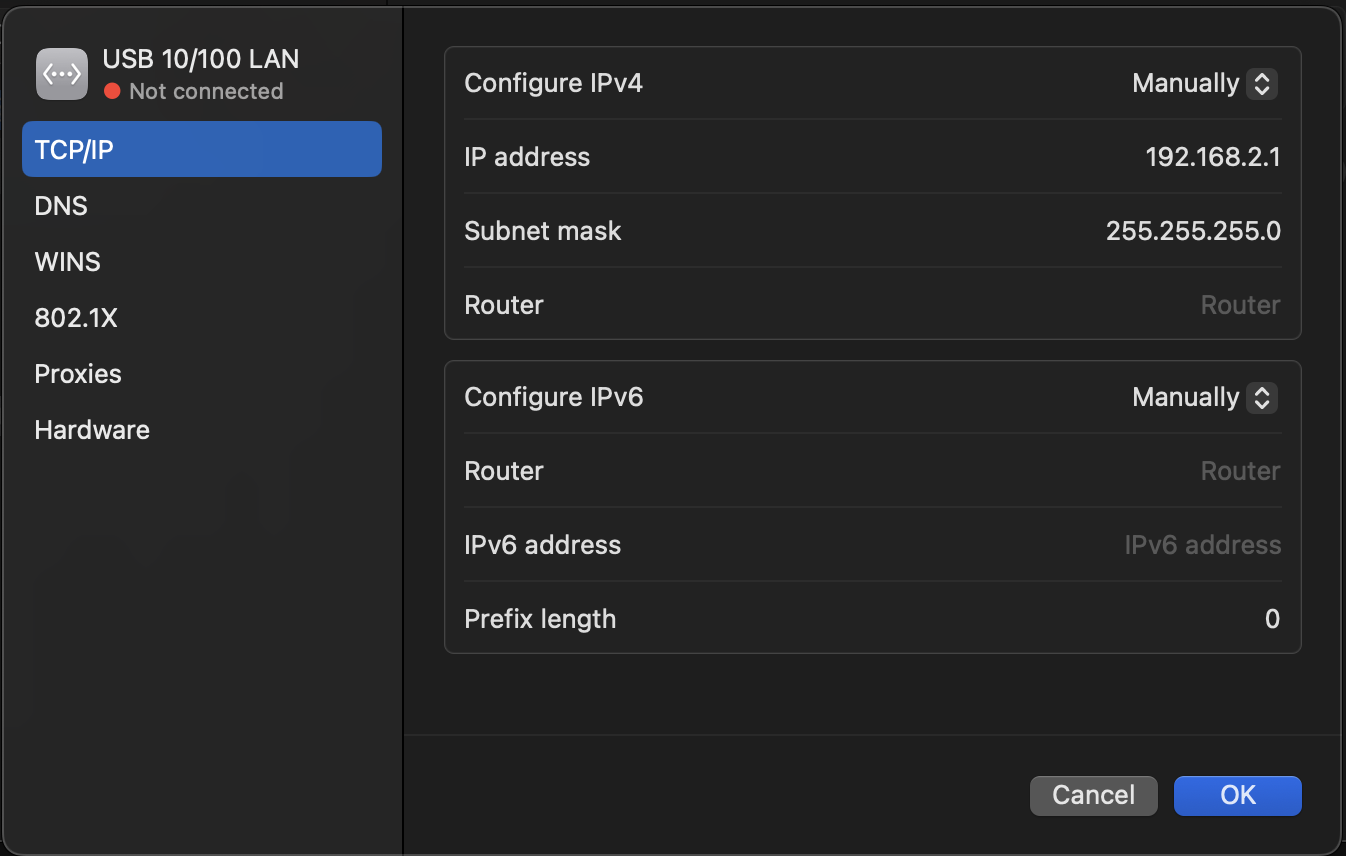 USB 10/100 LAN
Not connected
TCP/IP
DNS
WINS
802.1X
Proxies
Hardware
Configure IPv4 Manually
IP address 192.168.2.1
Subnet mask 255.255.255.0
Router Router
Configure IPv6 Manually
Router Router
IPv6 address IPv6 address
Prefix length 0
Cancel OK